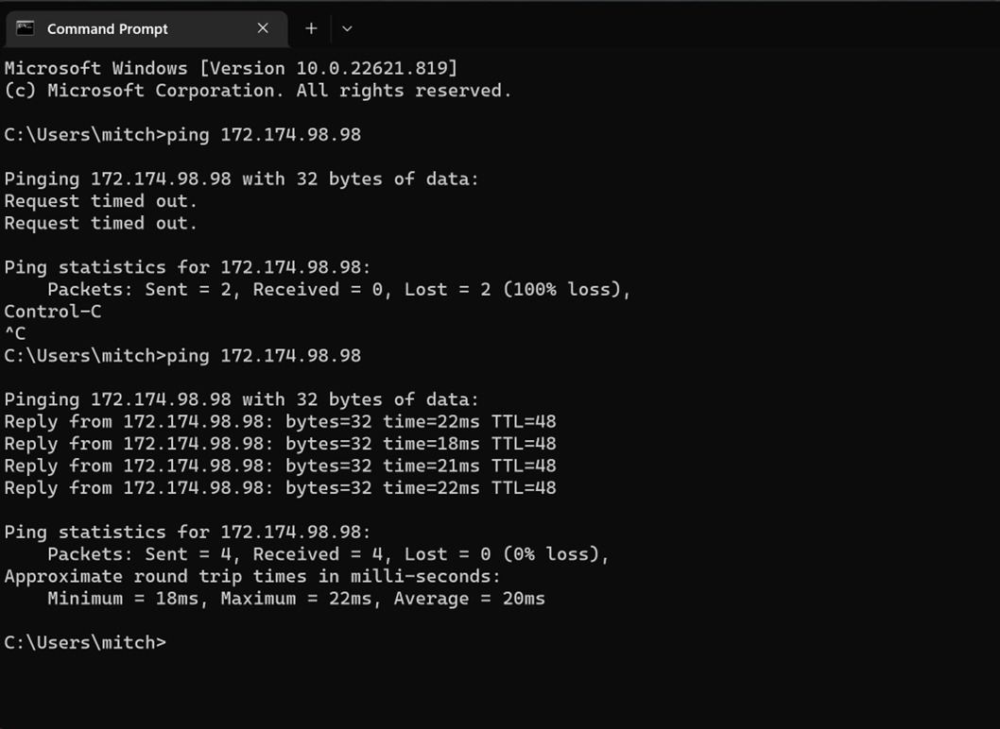 Command Prompt
Microsoft Windows [Version 10.0.22621.819]
(c) Microsoft Corporation. All rights reserved.
C:\Users\mitch>ping 172.174.98.98
Pinging 172.174.98.98 with 32 bytes of data:
Request timed out.
Request timed out.
Ping statistics for 172.174.98.98:
    Packets: Sent = 2, Received = 0, Lost = 2 (100% loss),
Control-C
^C
C:\Users\mitch>ping 172.174.98.98
Pinging 172.174.98.98 with 32 bytes of data:
Reply from 172.174.98.98: bytes=32 time=22ms TTL=48
Reply from 172.174.98.98: bytes=32 time=18ms TTL=48
Reply from 172.174.98.98: bytes=32 time=21ms TTL=48
Reply from 172.174.98.98: bytes=32 time=22ms TTL=48
Ping statistics for 172.174.98.98:
    Packets: Sent = 4, Received = 4, Lost = 0 (0% loss),
Approximate round trip times in milli-seconds:
    Minimum = 18ms, Maximum = 22ms, Average = 20ms
C:\Users\mitch>